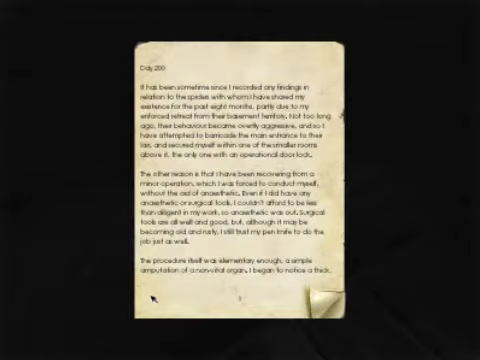 Day 200
It has been sometime since I recorded any findings in
relation to the spiders with whom I have shared my
existence for the past eight months, partly due to my
enforced retreat from their basement territory. Not too long
ago, their behaviour became overtly aggressive, and so I
have attempted to barricade the main entrance to their
lair, and secured myself within one of the smaller rooms
above it, the only one with an operational door lock.
The other reason is that I have been recovering from a
minor operation, which I was forced to conduct myself,
without the aid of anaesthetic. Even if I did have any
anaesthetic or surgical tools, I couldn't afford to be less
than diligent in my work, so anaesthetic was out. Surgical
tools are all well and good, but, although it may be
becoming old and rusty, I still trust my pen knife to do the
job just as well.
The procedure itself was elementary enough, a simple
amputation of a non-vital organ. I began to notice a thick,
1